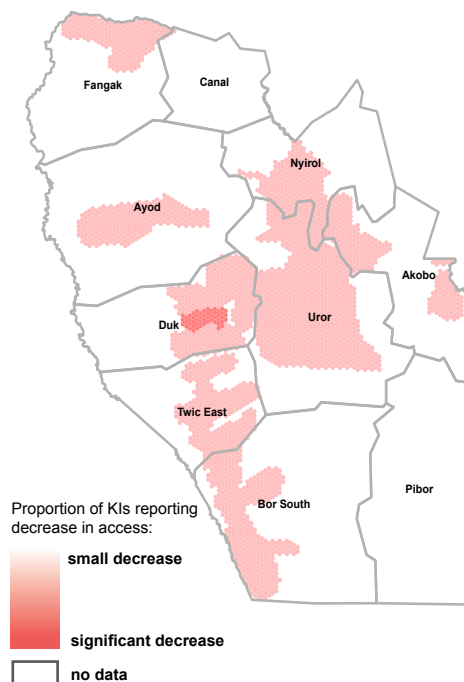 Fangak
Canal
Nyirol
Ayod
Akobo
Duk
Uror
Twic East
Bor South
Pibor
Proportion of KIs reporting
decrease in access:
small decrease
significant decrease
no data